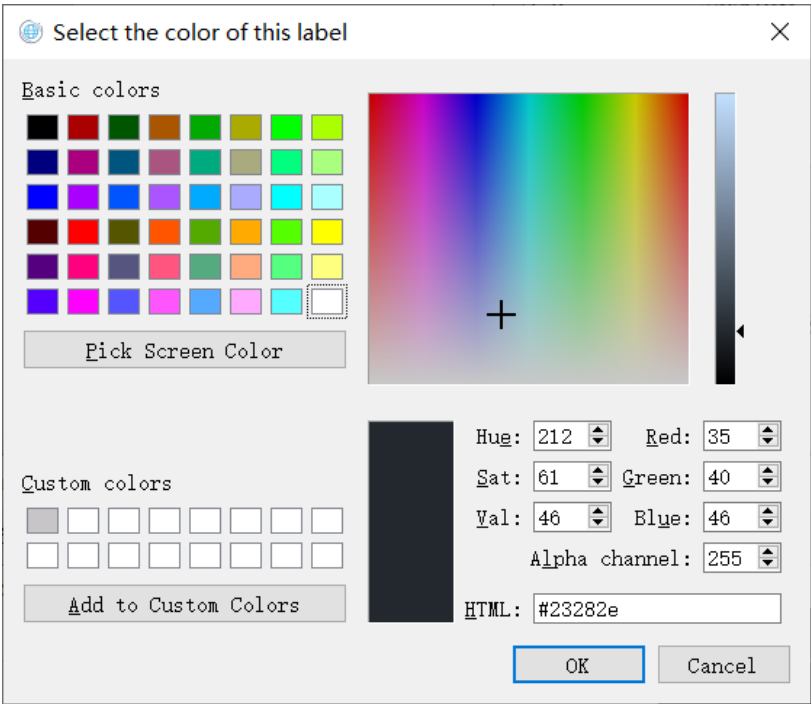 Select the color of this label
Basic colors
Pick Screen Color
Custom colors
Add to Custom Colors
Hue: 212 Red: 35
Sat: 61 Green: 40
Val: 46 Blue: 46
Alpha channel: 255
HTML: #23282e
OK Cancel